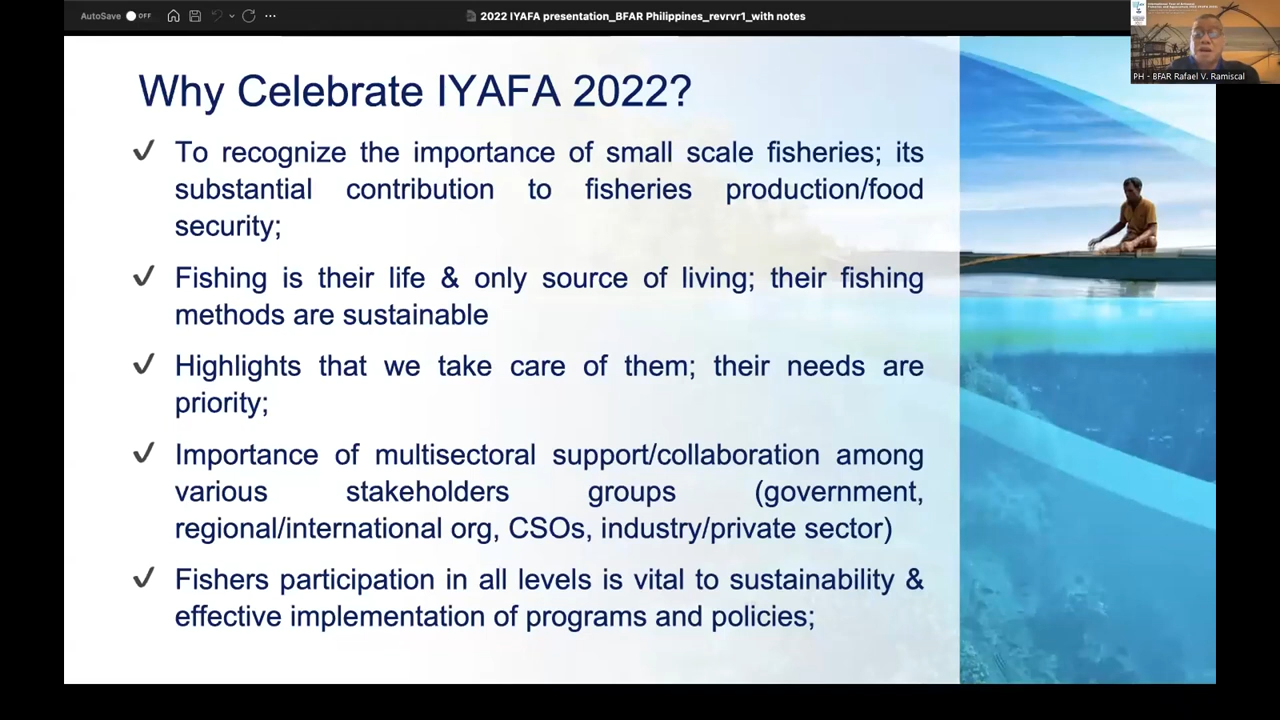 AutoSave OFF
2022 IYAFA presentation_BFAR Philippines_revrvr1_with notes
PH - BFAR Rafael V. Ramiscal
Why Celebrate IYAFA 2022?
✓ To recognize the importance of small scale fisheries; its
substantial contribution to fisheries production/food
security;
✓ Fishing is their life & only source of living; their fishing
methods are sustainable
✓ Highlights that we take care of them; their needs are
priority;
✓ Importance of multisectoral support/collaboration among
various stakeholders groups (government,
regional/international org, CSOs, industry/private sector)
✓ Fishers participation in all levels is vital to sustainability &
effective implementation of programs and policies;